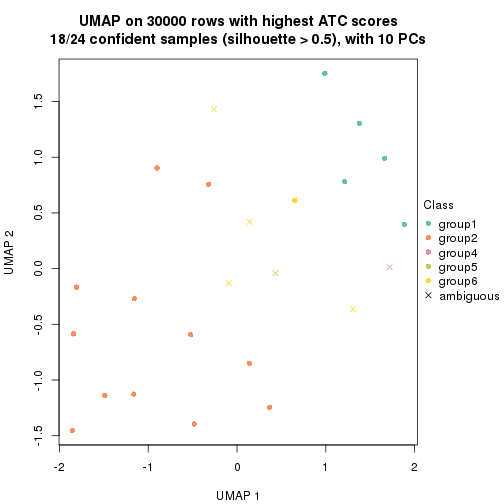 UMAP on 30000 rows with highest ATC scores
18/24 confident samples (silhouette > 0.5), with 10 PCs
1.5
1.0
0.5
0.0
-0.5
-1.0
-1.5
UMAP 2
-2
-1
0
1
2
UMAP 1
Class
group1
group2
group4
group5
group6
ambiguous